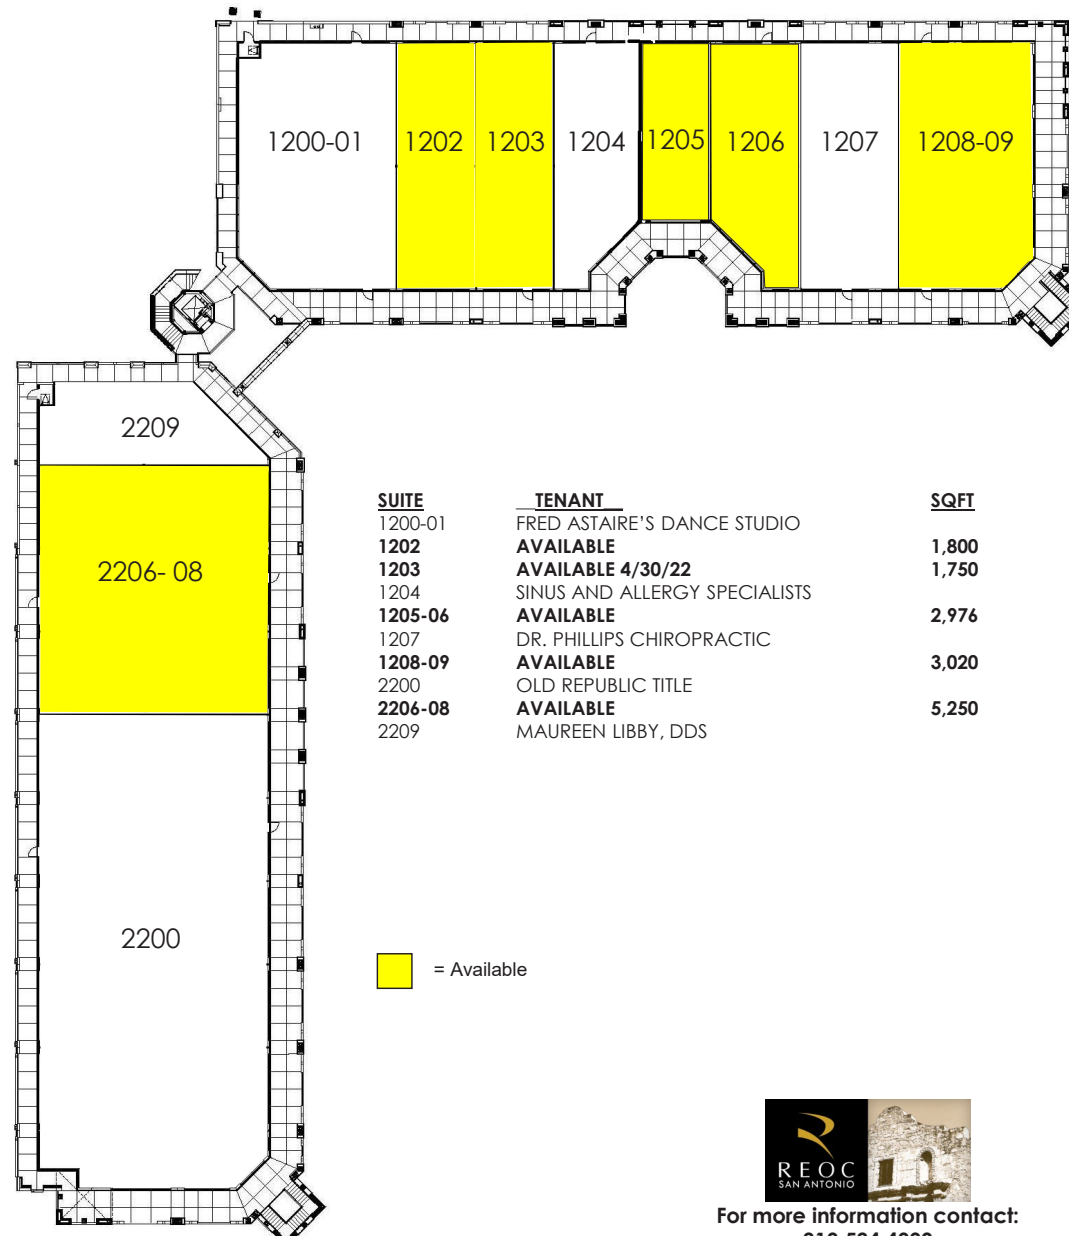 1200-01 1202 1203 1204 1205 1206 1207 1208-09
2209
2206- 08
2200
SUITE TENANT SQFT
1200-01 FRED ASTAIRE'S DANCE STUDIO
1202 AVAILABLE 1,800
1203 AVAILABLE 4/30/22 1,750
1204 SINUS AND ALLERGY SPECIALISTS
1205-06 AVAILABLE 2,976
1207 DR. PHILLIPS CHIROPRACTIC
1208-09 AVAILABLE 3,020
2200 OLD REPUBLIC TITLE
2206-08 AVAILABLE 5,250
2209 MAUREEN LIBBY, DDS
= Available
REOC
SAN ANTONIO
For more information contact: